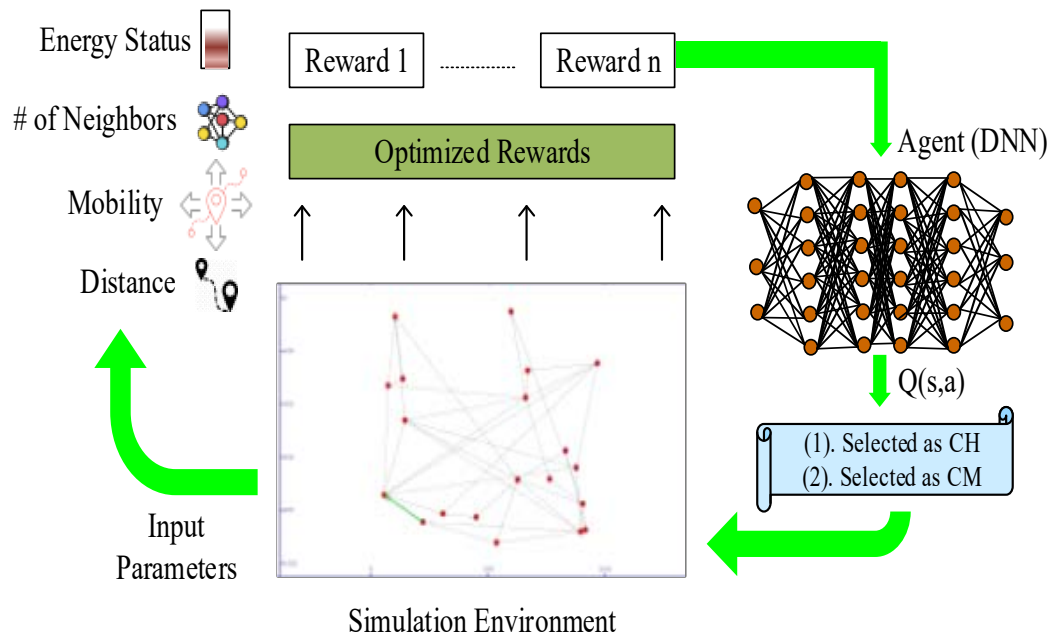 Energy Status
# of Neighbors
Mobility
Distance
Input
Parameters
Reward 1
..............
Reward n
Optimized Rewards
Simulation Environment
Agent (DNN)
Q(s,a)
(1). Selected as CH
(2). Selected as CM